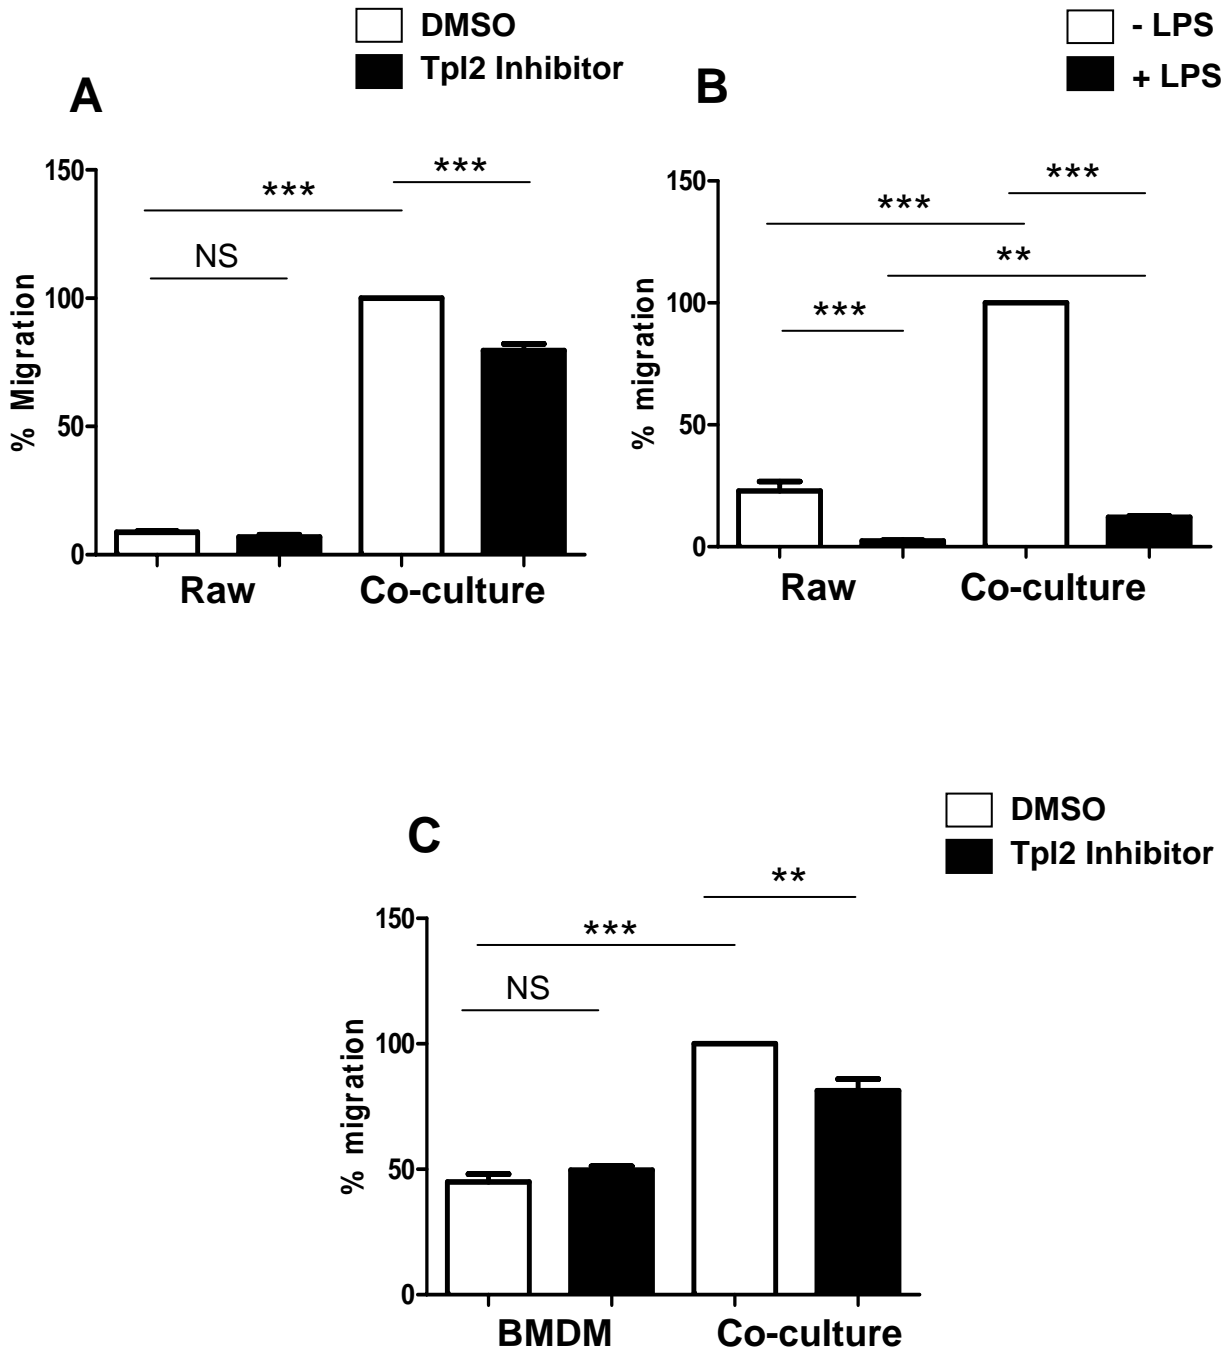 DMSO
Tpl2 Inhibitor
A
***
***
NS
150
100
50
0
% Migration
Raw
Co-culture
- LPS
+ LPS
B
***
***
**
***
150
100
50
0
% migration
Raw
Co-culture
DMSO
Tpl2 Inhibitor
C
**
***
NS
150
100
50
0
% migration
BMDM
Co-culture